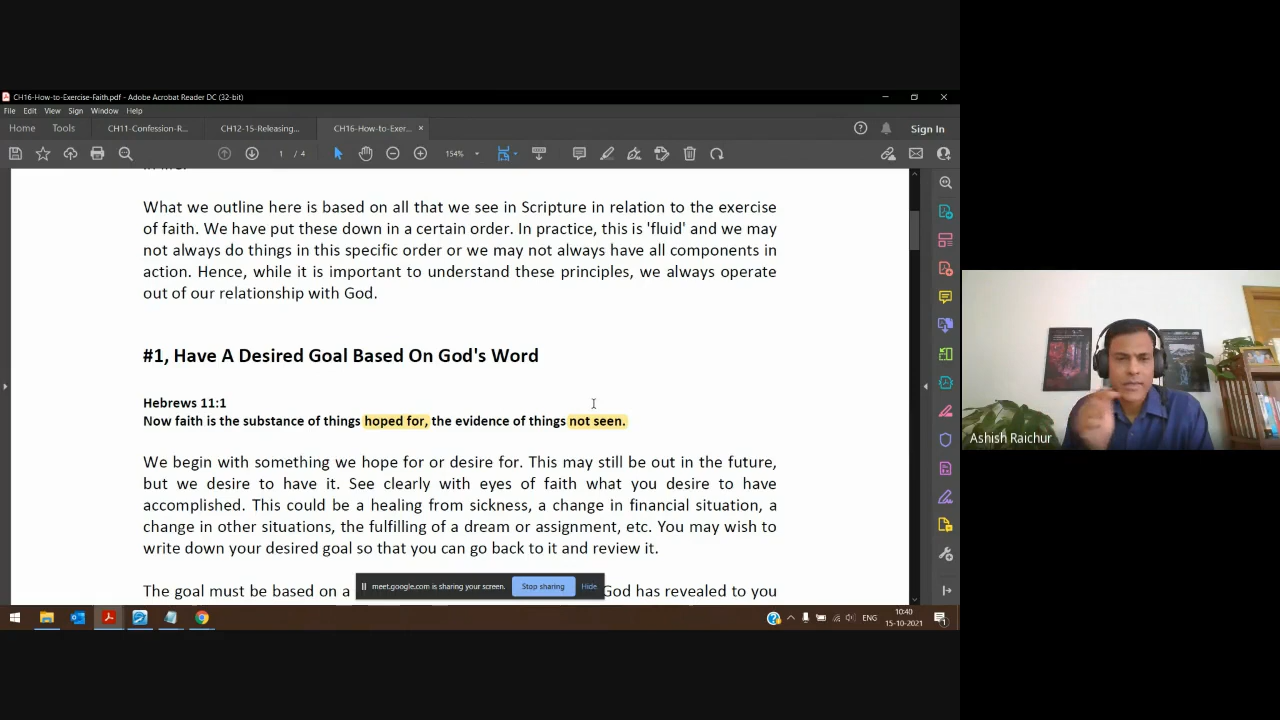 CH16-How-to-Exercise-Faith.pdf - Adobe Acrobat Reader DC (32-bit)
File Edit View Sign Window Help
Home Tools CH11-Confession-R... CH12-15-Releasing... CH16-How-to-Exer... × Sign In
1 / 4 154%
What we outline here is based on all that we see in Scripture in relation to the exercise
of faith. We have put these down in a certain order. In practice, this is 'fluid' and we may
not always do things in this specific order or we may not always have all components in
action. Hence, while it is important to understand these principles, we always operate
out of our relationship with God.
#1, Have A Desired Goal Based On God's Word
Hebrews 11:1
Now faith is the substance of things hoped for, the evidence of things not seen.
We begin with something we hope for or desire for. This may still be out in the future,
but we desire to have it. See clearly with eyes of faith what you desire to have
accomplished. This could be a healing from sickness, a change in financial situation, a
change in other situations, the fulfilling of a dream or assignment, etc. You may wish to
write down your desired goal so that you can go back to it and review it.
The goal must be based on a God has revealed to you
meet.google.com is sharing your screen. Stop sharing Hide
ENG 10:40
15-10-2021
Ashish Raichur